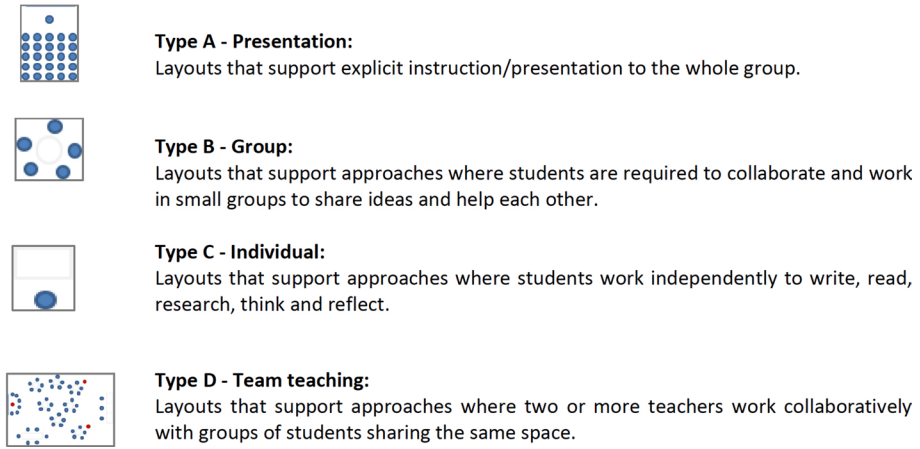 Type A - Presentation:
Layouts that support explicit instruction/presentation to the whole group.
Type B - Group:
Layouts that support approaches where students are required to collaborate and work
in small groups to share ideas and help each other.
Type C - Individual:
Layouts that support approaches where students work independently to write, read,
research, think and reflect.
Type D - Team teaching:
Layouts that support approaches where two or more teachers work collaboratively
with groups of students sharing the same space.